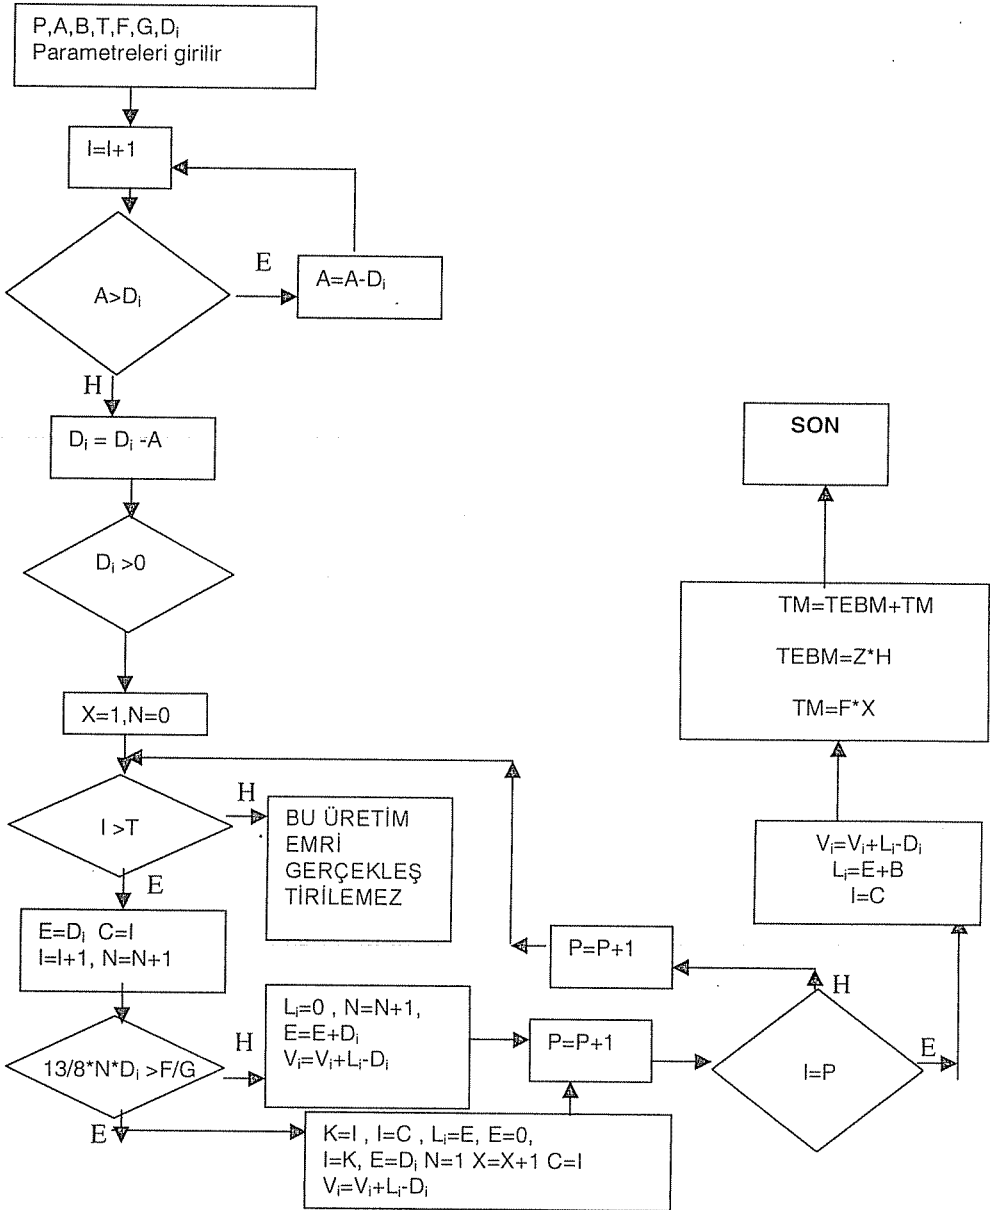 P,A,B,T,F,G,Dᵢ
Parametreleri girilir
I=I+1
A>Dᵢ
E
A=A-Dᵢ
H
Dᵢ = Dᵢ -A
Dᵢ >0
X=1,N=0
I >T
H
BU ÜRETİM
EMRİ
GERÇEKLEŞ
TİRİLEMEZ
E
E=Dᵢ C=I
I=I+1, N=N+1
13/8*N*Dᵢ >F/G
H
Lᵢ=0 , N=N+1,
E=E+Dᵢ
Vᵢ=Vᵢ+Lᵢ-Dᵢ
E
K=I , I=C , Lᵢ=E, E=0,
I=K, E=Dᵢ N=1 X=X+1 C=I
Vᵢ=Vᵢ+Lᵢ-Dᵢ
P=P+1
I=P
H
P=P+1
E
Vᵢ=Vᵢ+Lᵢ-Dᵢ
Lᵢ=E+B
I=C
TM=TEBM+TM
TEBM=Z*H
TM=F*X
SON